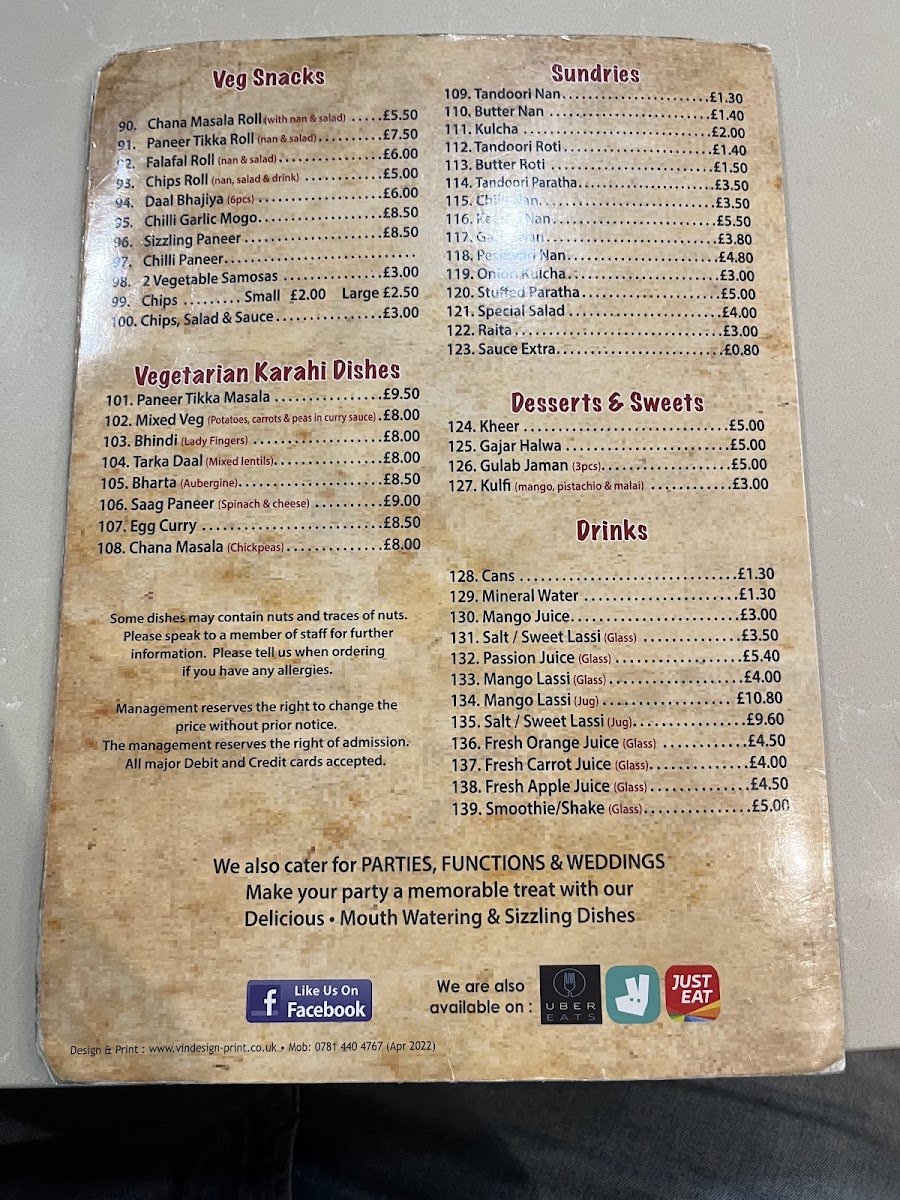 Veg Snacks
90. Chana Masala Roll (with nan & salad) .....£5.50
91. Paneer Tikka Roll (nan & salad)..........£7.50
92. Falafal Roll (nan & salad)................£6.00
93. Chips Roll (nan, salad & drink) ............£5.00
94. Daal Bhajiya (6pcs) ..................£6.00
95. Chilli Garlic Mogo..................£8.50
96. Sizzling Paneer ....................£8.50
97. Chilli Paneer...........................
98. 2 Vegetable Samosas ...............£3.00
99. Chips ......... Small £2.00 Large £2.50
100. Chips, Salad & Sauce...............£3.00
Vegetarian Karahi Dishes
101. Paneer Tikka Masala ...............£9.50
102. Mixed Veg (Potatoes, carrots & peas in curry sauce) .£8.00
103. Bhindi (Lady Fingers) ...................£8.00
104. Tarka Daal (Mixed lentils)................£8.00
105. Bharta (Aubergine).....................£8.50
106. Saag Paneer (Spinach & cheese) ..........£9.00
107. Egg Curry ..........................£8.50
108. Chana Masala (Chickpeas)..............£8.00
Some dishes may contain nuts and traces of nuts.
Please speak to a member of staff for further
information. Please tell us when ordering
if you have any allergies.
Management reserves the right to change the
price without prior notice.
The management reserves the right of admission.
All major Debit and Credit cards accepted.
Sundries
109. Tandoori Nan.....................£1.30
110. Butter Nan ........................£1.40
111. Kulcha ...........................£2.00
112. Tandoori Roti......................£1.40
113. Butter Roti ........................£1.50
114. Tandoori Paratha....................£3.50
115. Nan.........................£3.50
116. Nan ........................£5.50
117. Nan.......................£3.80
118. Nan......................£4.80
119. Onion Kulcha......................£3.00
120. Stuffed Paratha....................£5.00
121. Special Salad ......................£4.00
122. Raita ..............................£3.00
123. Sauce Extra........................£0.80
Desserts & Sweets
124. Kheer .............................£5.00
125. Gajar Halwa .......................£5.00
126. Gulab Jaman (3pcs)..................£5.00
127. Kulfi (mango, pistachio & malai) ............£3.00
Drinks
128. Cans ..............................£1.30
129. Mineral Water .....................£1.30
130. Mango Juice........................£3.00
131. Salt / Sweet Lassi (Glass) ..............£3.50
132. Passion Juice (Glass) ..................£5.40
133. Mango Lassi (Glass) ...................£4.00
134. Mango Lassi (Jug) .................. £10.80
135. Salt / Sweet Lassi (Jug)................£9.60
136. Fresh Orange Juice (Glass) ............£4.50
137. Fresh Carrot Juice (Glass)..............£4.00
138. Fresh Apple Juice (Glass)..............£4.50
139. Smoothie/Shake (Glass)...............£5.00
We also cater for PARTIES, FUNCTIONS & WEDDINGS
Make your party a memorable treat with our
Delicious • Mouth Watering & Sizzling Dishes
f Like Us On
Facebook
We are also
available on :
UBER
EATS
JUST
EAT
Design & Print : www.vindesign-print.co.uk • Mob: 0781 440 4767 (Apr 2022)